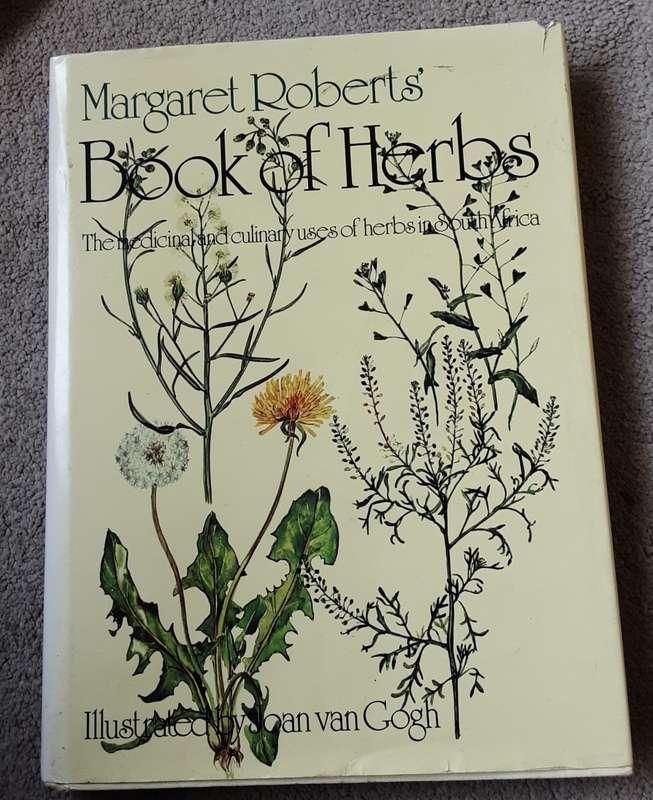 Margaret Roberts'
Book of Herbs
The medicinal and culinary uses of herbs in South Africa
Illustrated by Joan van Gogh